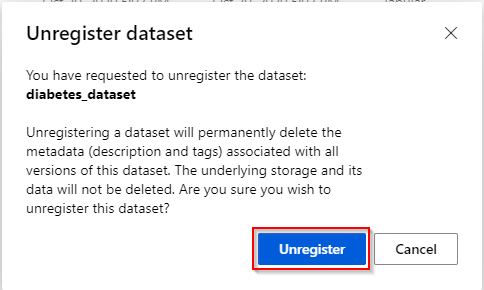 Unregister dataset
You have requested to unregister the dataset:
diabetes_dataset
Unregistering a dataset will permanently delete the
metadata (description and tags) associated with all
versions of this dataset. The underlying storage and its
data will not be deleted. Are you sure you wish to
unregister this dataset?
Unregister Cancel